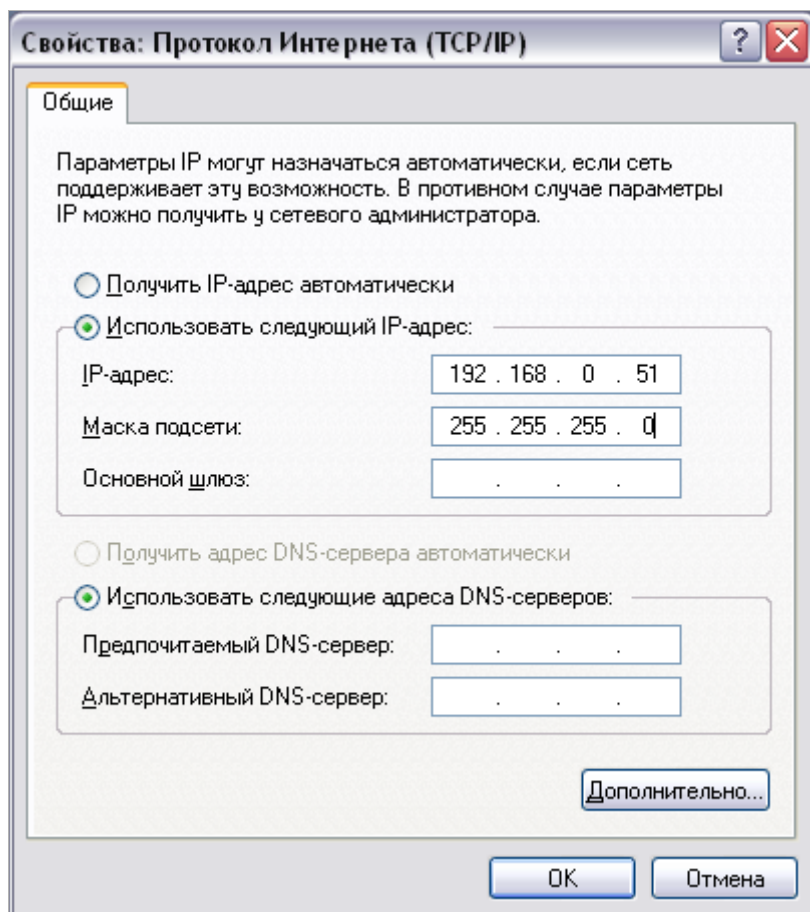 Свойства: Протокол Интернета (TCP/IP)
?
Общие
Параметры IP могут назначаться автоматически, если сеть
поддерживает эту возможность. В противном случае параметры
IP можно получить у сетевого администратора.
Получить IP-адрес автоматически
Использовать следующий IP-адрес:
IP-адрес: 192 . 168 . 0 . 51
Маска подсети: 255 . 255 . 255 . 0
Основной шлюз: . . .
Получить адрес DNS-сервера автоматически
Использовать следующие адреса DNS-серверов:
Предпочитаемый DNS-сервер: . . .
Альтернативный DNS-сервер: . . .
Дополнительно...
OK Отмена